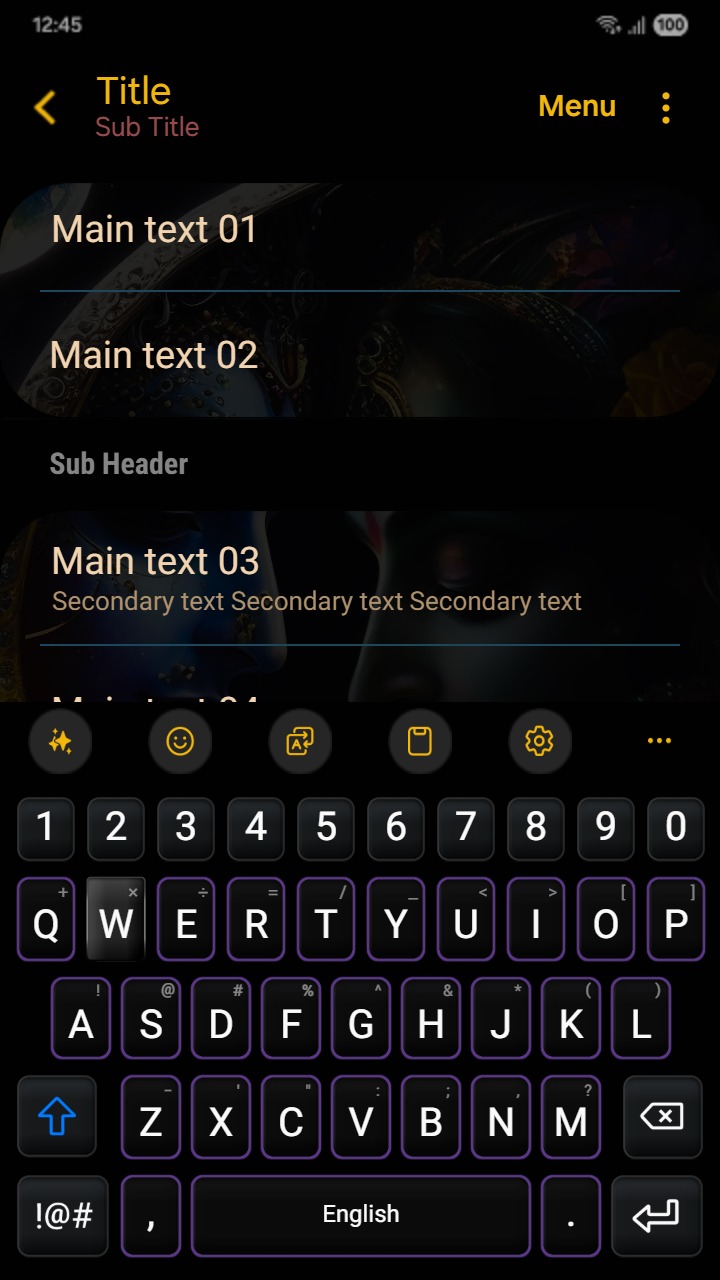 12:45
100
Title
Sub Title
Menu
Main text 01
Main text 02
Sub Header
Main text 03
Secondary text Secondary text Secondary text
1 2 3 4 5 6 7 8 9 0
+ × ÷ = / _ < > [ ]
Q W E R T Y U I O P
! @ # % ^ & * ( )
A S D F G H J K L
- ' " : ; , ?
Z X C V B N M
!@# , English .